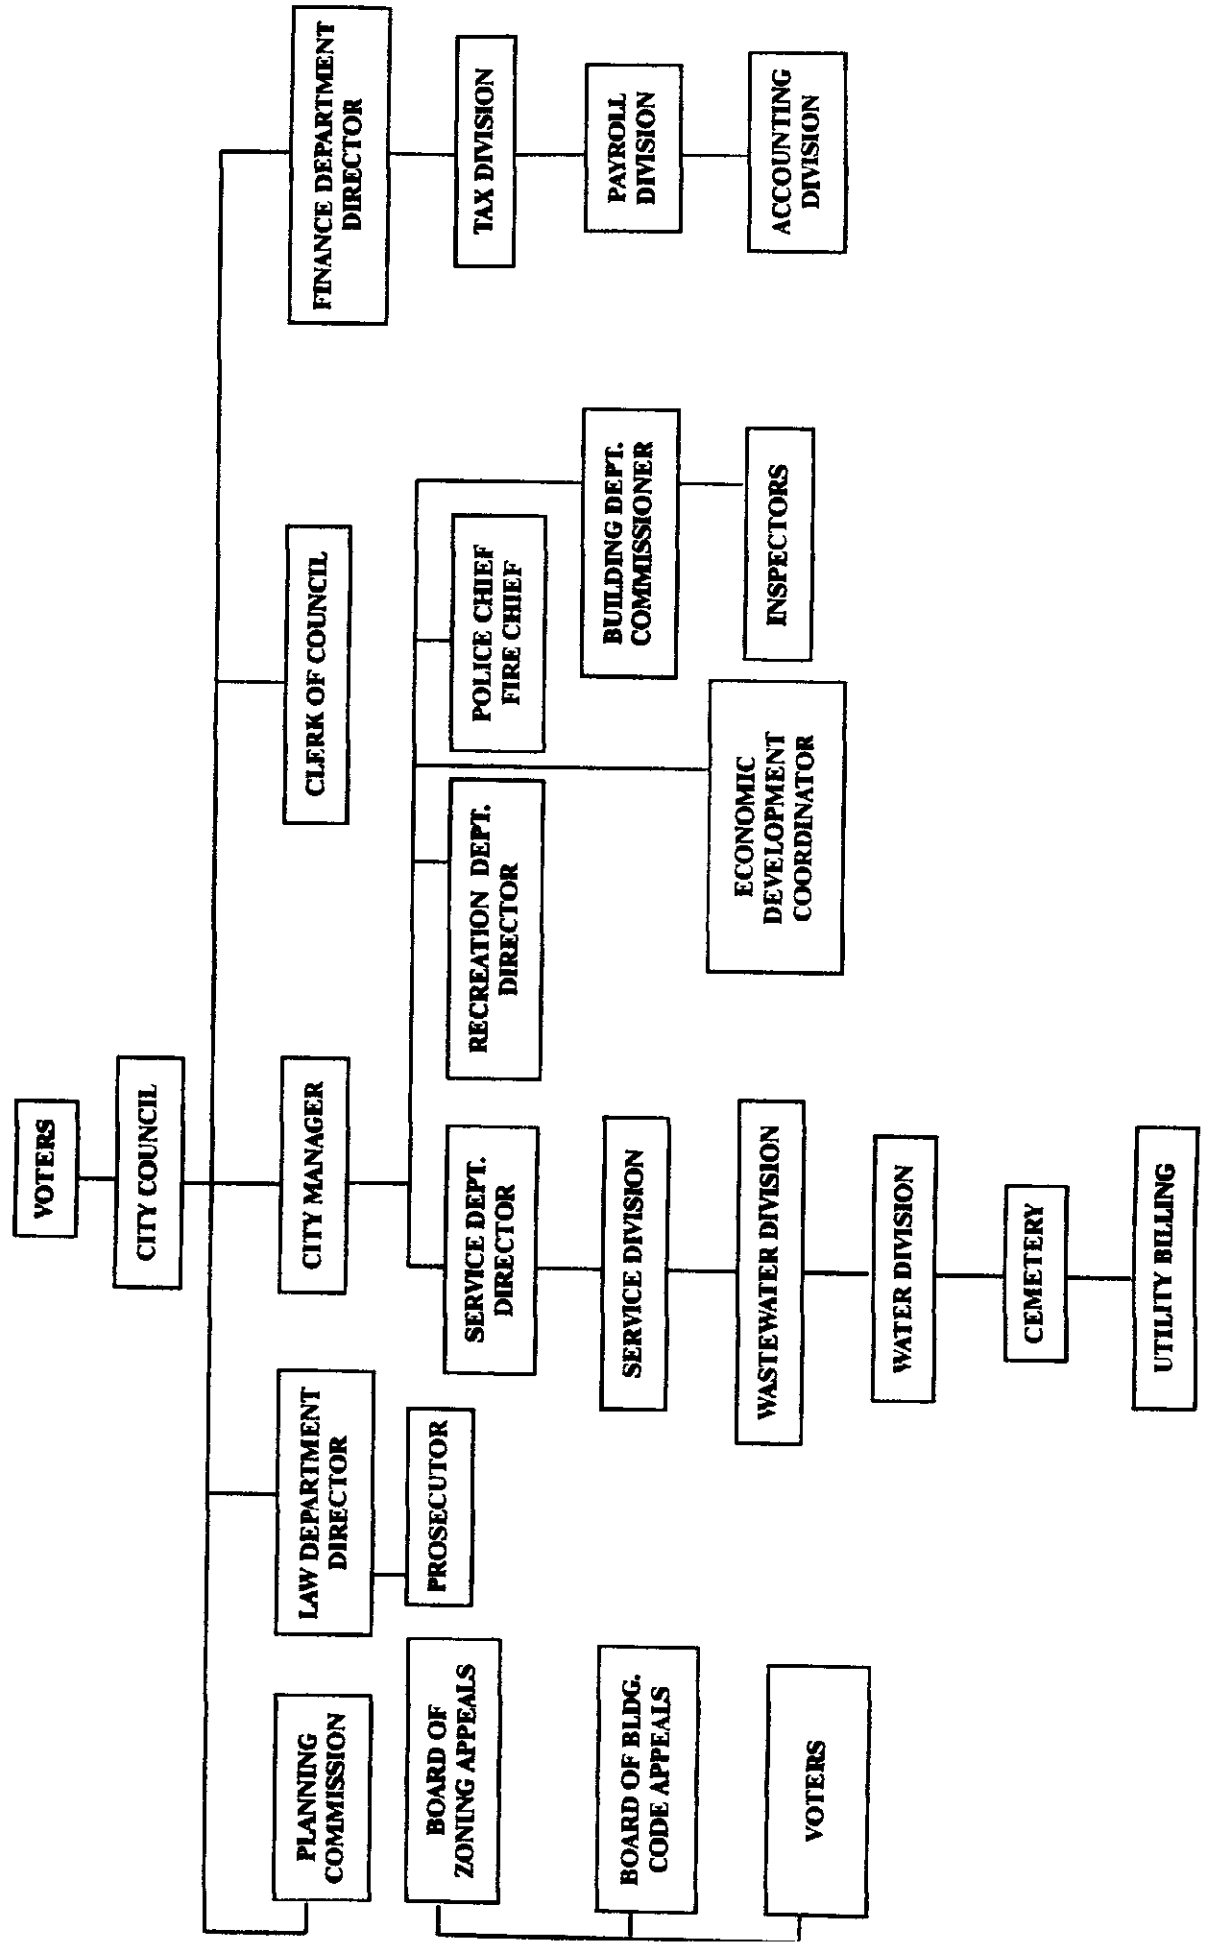 VOTERS
CITY COUNCIL
PLANNING
COMMISSION
LAW DEPARTMENT
DIRECTOR
CITY MANAGER
CLERK OF COUNCIL
FINANCE DEPARTMENT
DIRECTOR
BOARD OF
ZONING APPEALS
PROSECUTOR
SERVICE DEPT.
DIRECTOR
RECREATION DEPT.
DIRECTOR
POLICE CHIEF
FIRE CHIEF
TAX DIVISION
BOARD OF BLDG.
CODE APPEALS
SERVICE DIVISION
BUILDING DEPT.
COMMISSIONER
PAYROLL
DIVISION
VOTERS
WASTEWATER DIVISION
ECONOMIC
DEVELOPMENT
COORDINATOR
INSPECTORS
ACCOUNTING
DIVISION
WATER DIVISION
CEMETERY
UTILITY BILLING